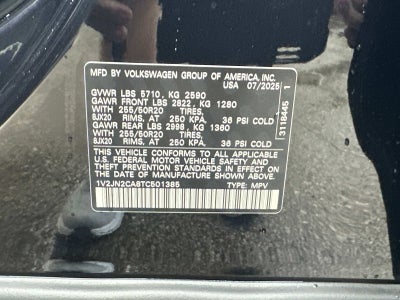 MFD BY VOLKSWAGEN GROUP OF AMERICA, INC.
USA 07/2025
GVWR LBS 5710, KG 2590
GAWR FRONT LBS 2822, KG 1280
WITH 255/50R20 TIRES,
8JX20 RIMS, AT 250 KPA, 36 PSI COLD
GAWR REAR LBS 2998, KG 1360
WITH 255/50R20 TIRES,
8JX20 RIMS, AT 250 KPA, 36 PSI COLD
THIS VEHICLE CONFORMS TO ALL APPLICABLE
U.S. FEDERAL MOTOR VEHICLE SAFETY AND
THEFT PREVENTION STANDARDS IN EFFECT ON
THE DATE OF MANUFACTURE SHOWN ABOVE.
1V2JN2CA8TC501385 TYPE: MPV
3118445 1